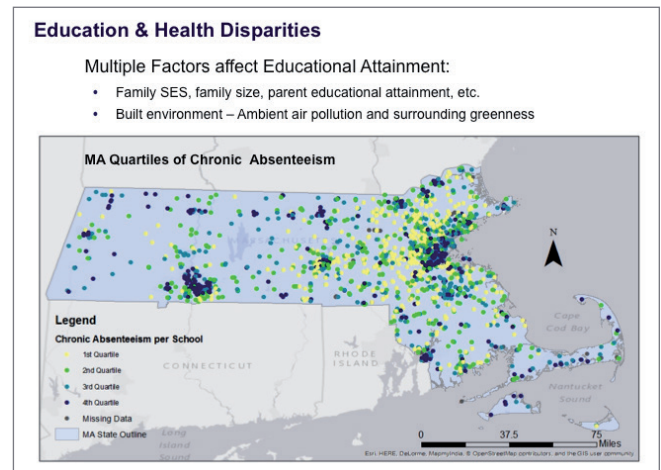 Education & Health Disparities
Multiple Factors affect Educational Attainment:
• Family SES, family size, parent educational attainment, etc.
• Built environment – Ambient air pollution and surrounding greenness
MA Quartiles of Chronic Absenteeism
N
Cape
Cod Bay
Legend
Chronic Absenteeism per School
1st Quartile
2nd Quartile
3rd Quartile
4th Quartile
Missing Data
MA State Outline
CONNECTICUT
RHODE
ISLAND
Nantucket
Sound
Long
Island
Sound
0 37.5 75
Miles
Esri, HERE, DeLorme, MapmyIndia, © OpenStreetMap contributors, and the GIS user community